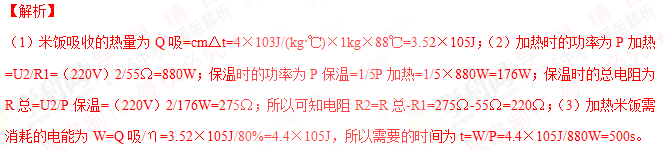 【解析】
（1）米饭吸收的热量为 Q 吸=cm△t=4×103J/(kg·℃)×1kg×88℃=3.52×105J；（2）加热时的功率为 P 加热
=U2/R1=（220V）2/55Ω=880W；保温时的功率为 P 保温=1/5P 加热=1/5×880W=176W；保温时的总电阻为
R 总=U2/P 保温=（220V）2/176W=275Ω；所以可知电阻 R2=R 总-R1=275Ω-55Ω=220Ω；（3）加热米饭需
消耗的电能为 W=Q 吸/η=3.52×105J/80%=4.4×105J，所以需要的时间为 t=W/P=4.4×105J/880W=500s。